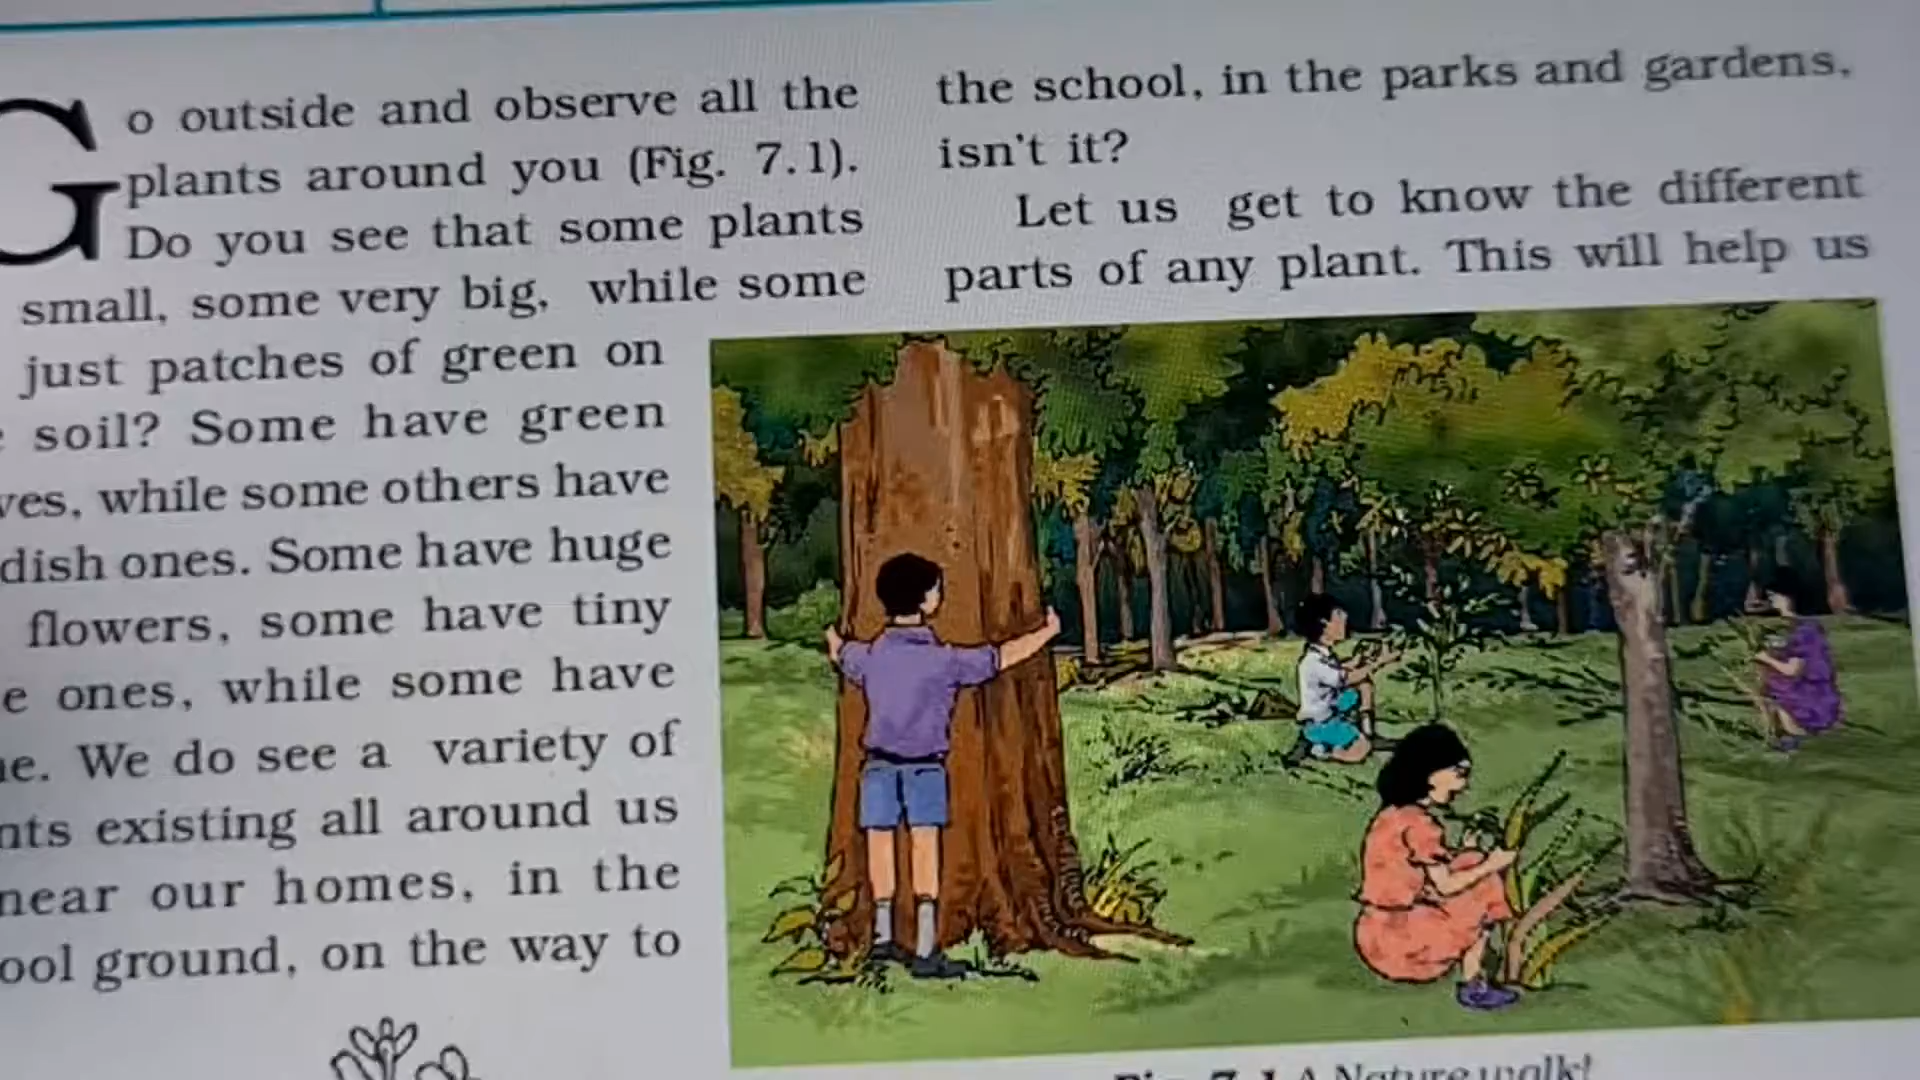 Go outside and observe all the
plants around you (Fig. 7.1).
Do you see that some plants
small, some very big, while some
just patches of green on
soil? Some have green
ves, while some others have
dish ones. Some have huge
flowers, some have tiny
e ones, while some have
e. We do see a variety of
nts existing all around us
near our homes, in the
ool ground, on the way to
the school, in the parks and gardens,
isn't it?
Let us get to know the different
parts of any plant. This will help us
Fig. 7.1 A Nature walk!